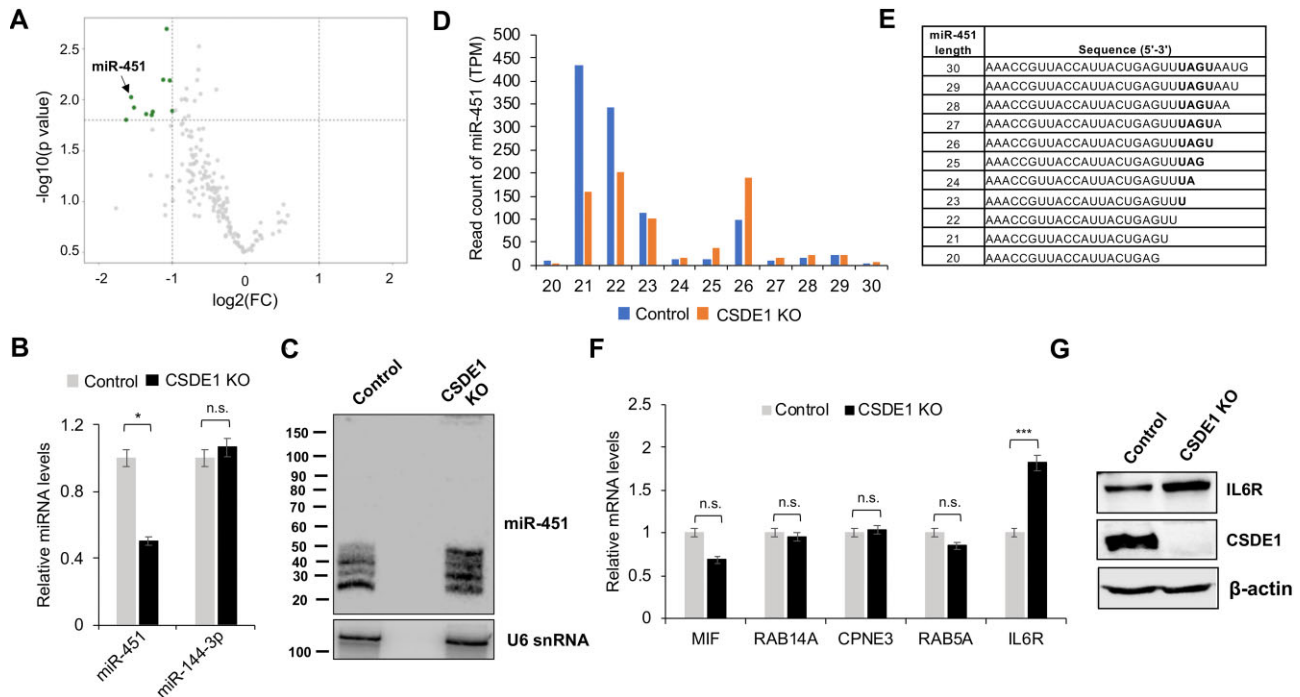 A
2.5
2.0
1.5
1.0
0.5
-log10(p value)
miR-451
-2
-1
0
1
2
log2(FC)
B
Control
CSDE1 KO
Relative miRNA levels
1.2
0.8
0.4
0
*
n.s.
miR-451
miR-144-3p
C
Control
CSDE1
KO
150
100
90
80
70
60
50
40
30
20
miR-451
100
U6 snRNA
D
Read count of miR-451 (TPM)
500
450
400
350
300
250
200
150
100
50
0
20 21 22 23 24 25 26 27 28 29 30
Control
CSDE1 KO
E
miR-451
length
Sequence (5'-3')
30 AAACCGUUACCAUUACUGAGUUUAGUAAUG
29 AAACCGUUACCAUUACUGAGUUUAGUAAU
28 AAACCGUUACCAUUACUGAGUUUAGUAA
27 AAACCGUUACCAUUACUGAGUUUAGUA
26 AAACCGUUACCAUUACUGAGUUUAGU
25 AAACCGUUACCAUUACUGAGUUUAG
24 AAACCGUUACCAUUACUGAGUUUA
23 AAACCGUUACCAUUACUGAGUUU
22 AAACCGUUACCAUUACUGAGUU
21 AAACCGUUACCAUUACUGAGU
20 AAACCGUUACCAUUACUGAG
F
Relative mRNA levels
2.5
2
1.5
1
0.5
0
Control
CSDE1 KO
n.s.
n.s.
n.s.
n.s.
***
MIF
RAB14A
CPNE3
RAB5A
IL6R
G
Control
CSDE1 KO
IL6R
CSDE1
β-actin